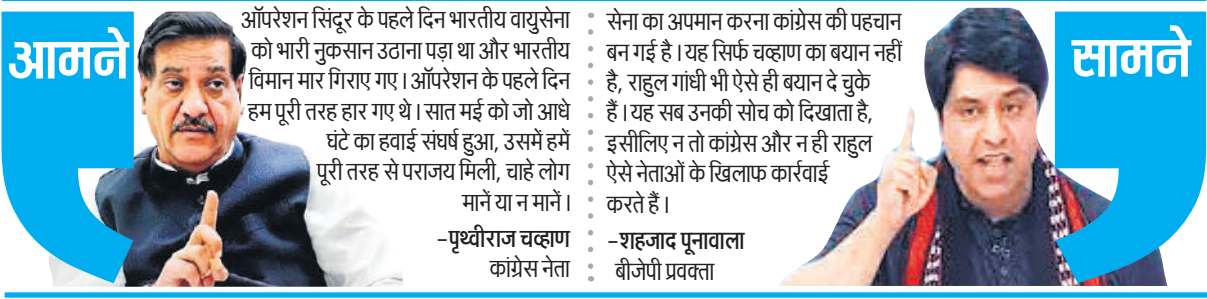 आमने
ऑपरेशन सिंदूर के पहले दिन भारतीय वायुसेना
को भारी नुकसान उठाना पड़ा था और भारतीय
विमान मार गिराए गए। ऑपरेशन के पहले दिन
हम पूरी तरह हार गए थे। सात मई को जो आधे
घंटे का हवाई संघर्ष हुआ, उसमें हमें
पूरी तरह से पराजय मिली, चाहे लोग
मानें या न मानें।
-पृथ्वीराज चव्हाण
कांग्रेस नेता
सेना का अपमान करना कांग्रेस की पहचान
बन गई है। यह सिर्फ चव्हाण का बयान नहीं
है, राहुल गांधी भी ऐसे ही बयान दे चुके
हैं। यह सब उनकी सोच को दिखाता है,
इसीलिए न तो कांग्रेस और न ही राहुल
ऐसे नेताओं के खिलाफ कार्रवाई
करते हैं।
-शहजाद पूनावाला
बीजेपी प्रवक्ता
सामने